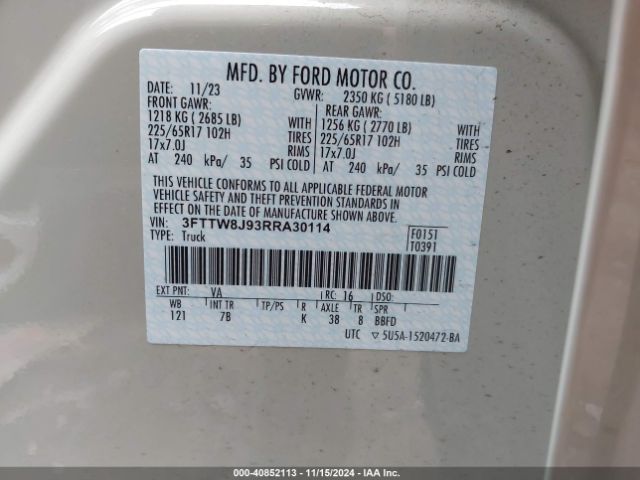 MFD. BY FORD MOTOR CO.
DATE: 11/23 GVWR: 2350 KG ( 5180 LB)
FRONT GAWR: REAR GAWR:
1218 KG ( 2685 LB) WITH 1256 KG ( 2770 LB) WITH
225/65R17 102H TIRES 225/65R17 102H TIRES
17x7.0J RIMS 17x7.0J RIMS
AT 240 kPa/ 35 PSI COLD AT 240 kPa/ 35 PSI COLD
THIS VEHICLE CONFORMS TO ALL APPLICABLE FEDERAL MOTOR
VEHICLE SAFETY AND THEFT PREVENTION STANDARDS IN
EFFECT ON THE DATE OF MANUFACTURE SHOWN ABOVE.
VIN: 3FTTW8J93RRA30114 F0151
TYPE: Truck T0391
EXT PNT: VA RC: 16 DSO:
WB INT TR TP/PS R AXLE TR SPR
121 7B K 38 8 BBFD
UTC ▽ 5U5A-1520472-BA
000-40852113 - 11/15/2024 - IAA Inc.